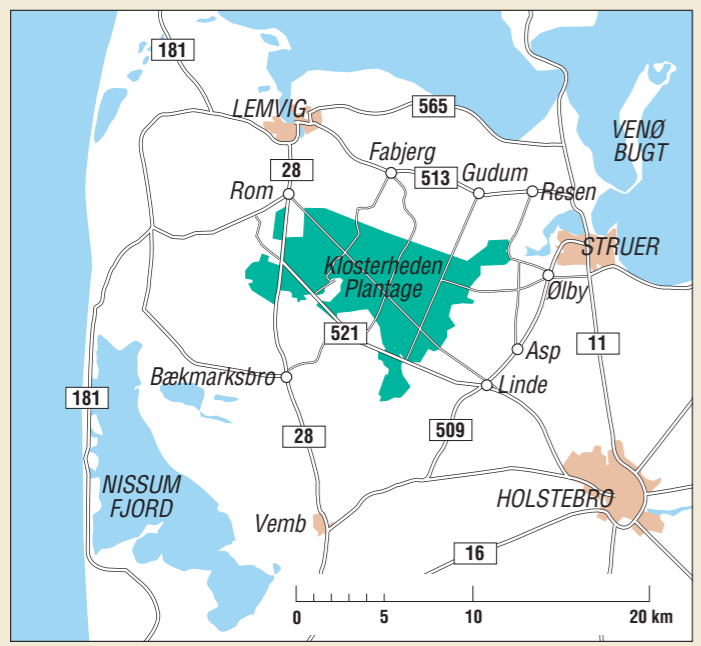 181
LEMVIG
565
VENØ
BUGT
Fabjerg
513
Gudum
28
Rom
Resen
STRUER
Klosterheden
Plantage
Ølby
521
11
Asp
Bækmarksbro
Linde
181
28
509
NISSUM
FJORD
HOLSTEBRO
Vemb
16
0
5
10
20 km